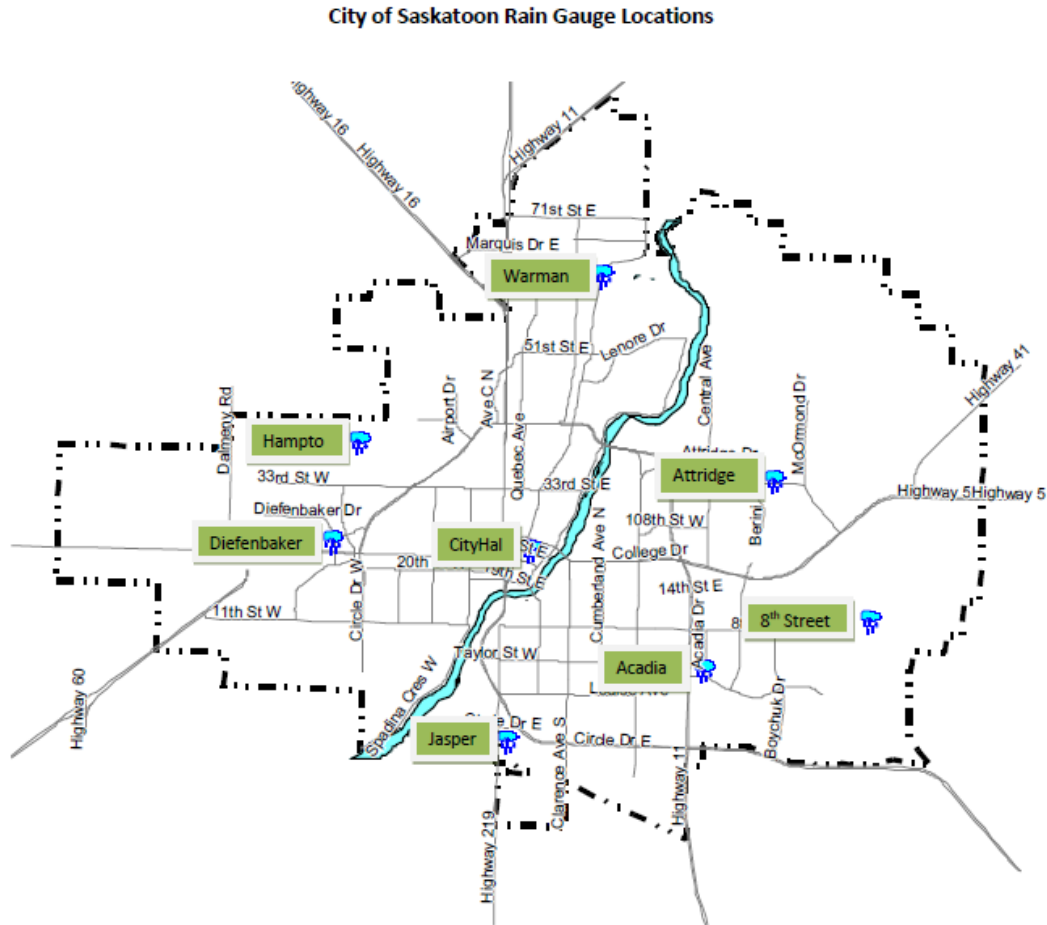 City of Saskatoon Rain Gauge Locations
Highway 16
Highway 11
Highway 16
71st St E
Marquis Dr E
Warman
Lenore Dr
51st St E
Central Ave
Highway 41
Airport Dr
Ave C N
McOrmond Dr
Dalmeny Rd
Hampto
Quebec Ave
Attridge Dr
33rd St W
33rd St E
Attridge
Highway 5
Highway 5
Diefenbaker Dr
108th St W
Berini
Diefenbaker
CityHal
St E
College Dr
20th
19th St E
Cumberland Ave N
14th St E
11th St W
Circle Dr W
Acadia Dr
8th Street
Taylor St W
Acadia
Spadina Cres W
Boychuk Dr
Highway 60
Dr E
Jasper
Circle Dr E
Clarence Ave S
Highway 11
Highway 219